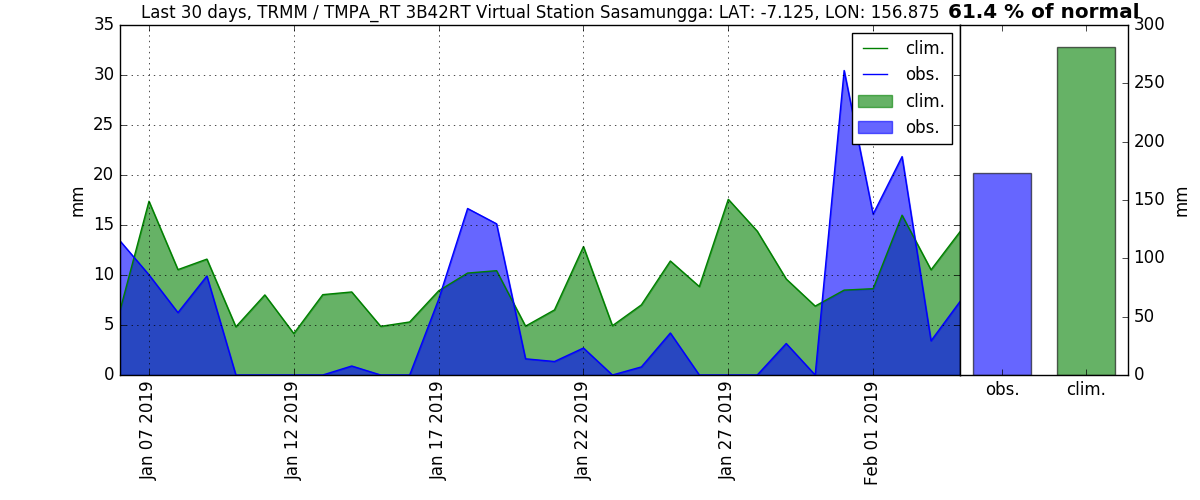 Last 30 days, TRMM / TMPA_RT 3B42RT Virtual Station Sasamungga: LAT: -7.125, LON: 156.875 61.4 % of normal
35
30
25
20
15
10
5
0
mm
clim.
obs.
clim.
obs.
300
250
200
150
100
50
0
mm
Jan 07 2019
Jan 12 2019
Jan 17 2019
Jan 22 2019
Jan 27 2019
Feb 01 2019
obs. clim.